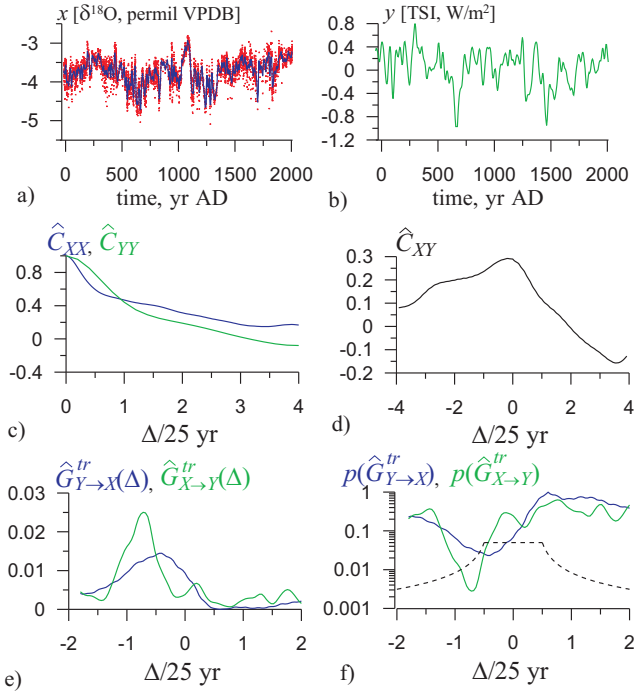 x [δ¹⁸O, permil VPDB]
-3
-4
-5
0 500 1000 1500 2000
a) time, yr AD
y [TSI, W/m²]
0.8
0.4
0
-0.4
-0.8
-1.2
0 500 1000 1500 2000
b) time, yr AD
Ĉ_XX, Ĉ_YY
0.8
0.4
0
-0.4
0 1 2 3 4
c) Δ/25 yr
Ĉ_XY
0.3
0.2
0.1
0
-0.1
-0.2
-4 -2 0 2 4
d) Δ/25 yr
Ĝ^tr_Y→X(Δ), Ĝ^tr_X→Y(Δ)
0.03
0.02
0.01
0
-2 -1 0 1 2
e) Δ/25 yr
p(Ĝ^tr_Y→X), p(Ĝ^tr_X→Y)
1
0.1
0.01
0.001
-2 -1 0 1 2
f) Δ/25 yr